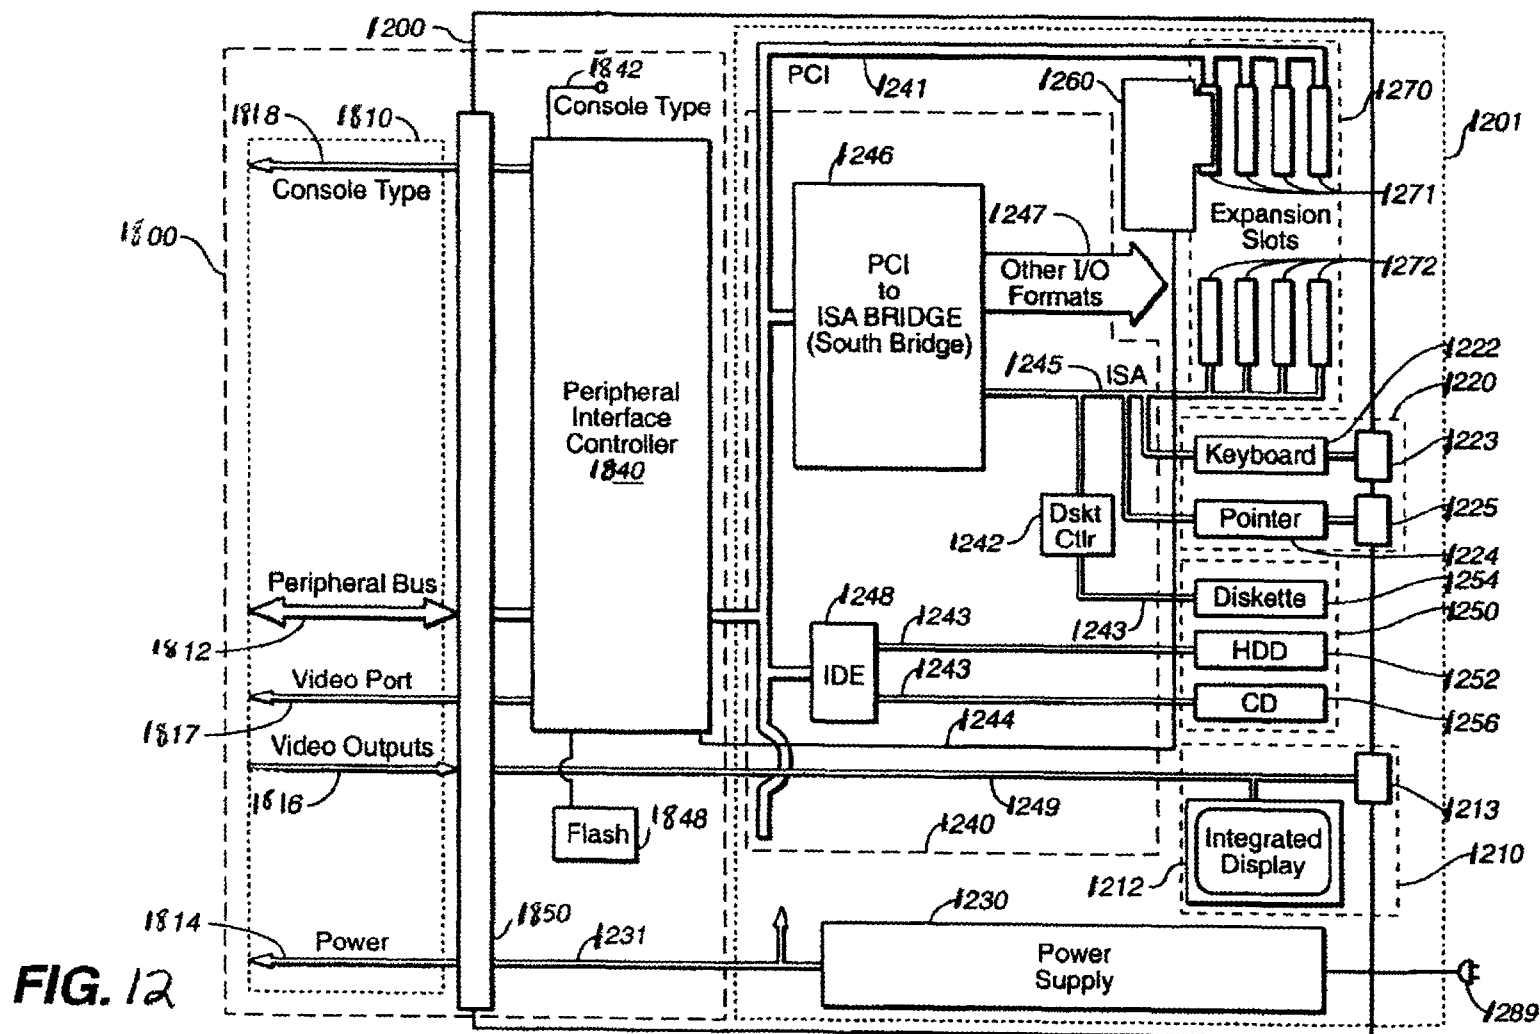 1200
1842
Console Type
PCI
1241
1260
1270
1201
1818
1810
Console Type
1246
1271
Expansion
Slots
1800
1247
Other I/O
Formats
1272
PCI
to
ISA BRIDGE
(South Bridge)
1245
ISA
1222
1220
Peripheral
Interface
Controller
1840
Keyboard
1223
Dskt
Ctlr
1242
Pointer
1225
1224
Peripheral Bus
1812
1248
1243
1243
Diskette
1254
1250
IDE
HDD
1252
Video Port
1817
1243
CD
1256
1244
Video Outputs
1816
1249
1213
Flash
1848
1240
Integrated
Display
1212
1210
1814
Power
1850
1231
1230
Power
Supply
1289
FIG. 12